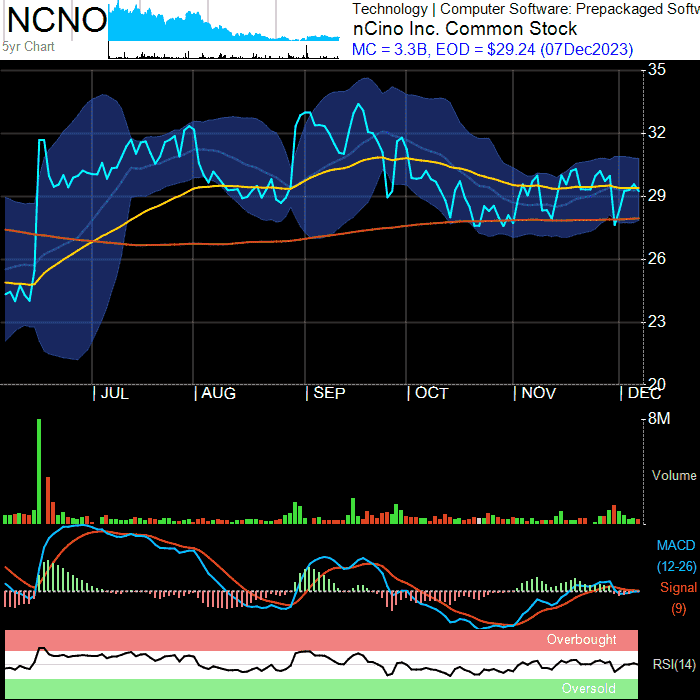 NCNO
5yr Chart
Technology | Computer Software: Prepackaged Softw
nCino Inc. Common Stock
MC = 3.3B, EOD = $29.24 (07Dec2023)
35
32
29
26
23
20
JUL AUG SEP OCT NOV DEC
8M
Volume
MACD
(12-26)
Signal
(9)
Overbought
RSI(14)
Oversold